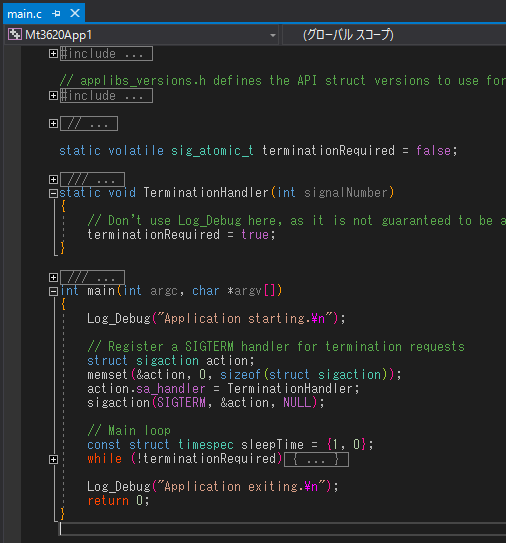 main.c
Mt3620App1 (グローバル スコープ)
#include ...
// applibs_versions.h defines the API struct versions to use for
#include ...
// ...
static volatile sig_atomic_t terminationRequired = false;
/// ...
static void TerminationHandler(int signalNumber)
{
// Don't use Log_Debug here, as it is not guaranteed to be a
terminationRequired = true;
}
/// ...
int main(int argc, char *argv[])
{
Log_Debug("Application starting.¥n");
// Register a SIGTERM handler for termination requests
struct sigaction action;
memset(&action, 0, sizeof(struct sigaction));
action.sa_handler = TerminationHandler;
sigaction(SIGTERM, &action, NULL);
// Main loop
const struct timespec sleepTime = {1, 0};
while (!terminationRequired) { ... }
Log_Debug("Application exiting.¥n");
return 0;
}